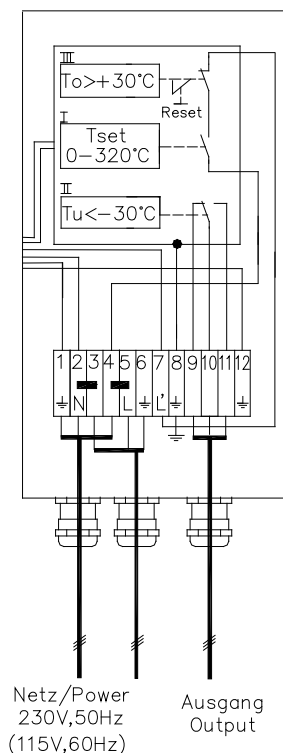 III
To>+30°C
Reset
I
Tset
0–320°C
II
Tu<–30°C
1 2 3 4 5 6 7 8 9 10 11 12
N L L'
Netz/Power
230V,50Hz
(115V,60Hz)
Ausgang
Output